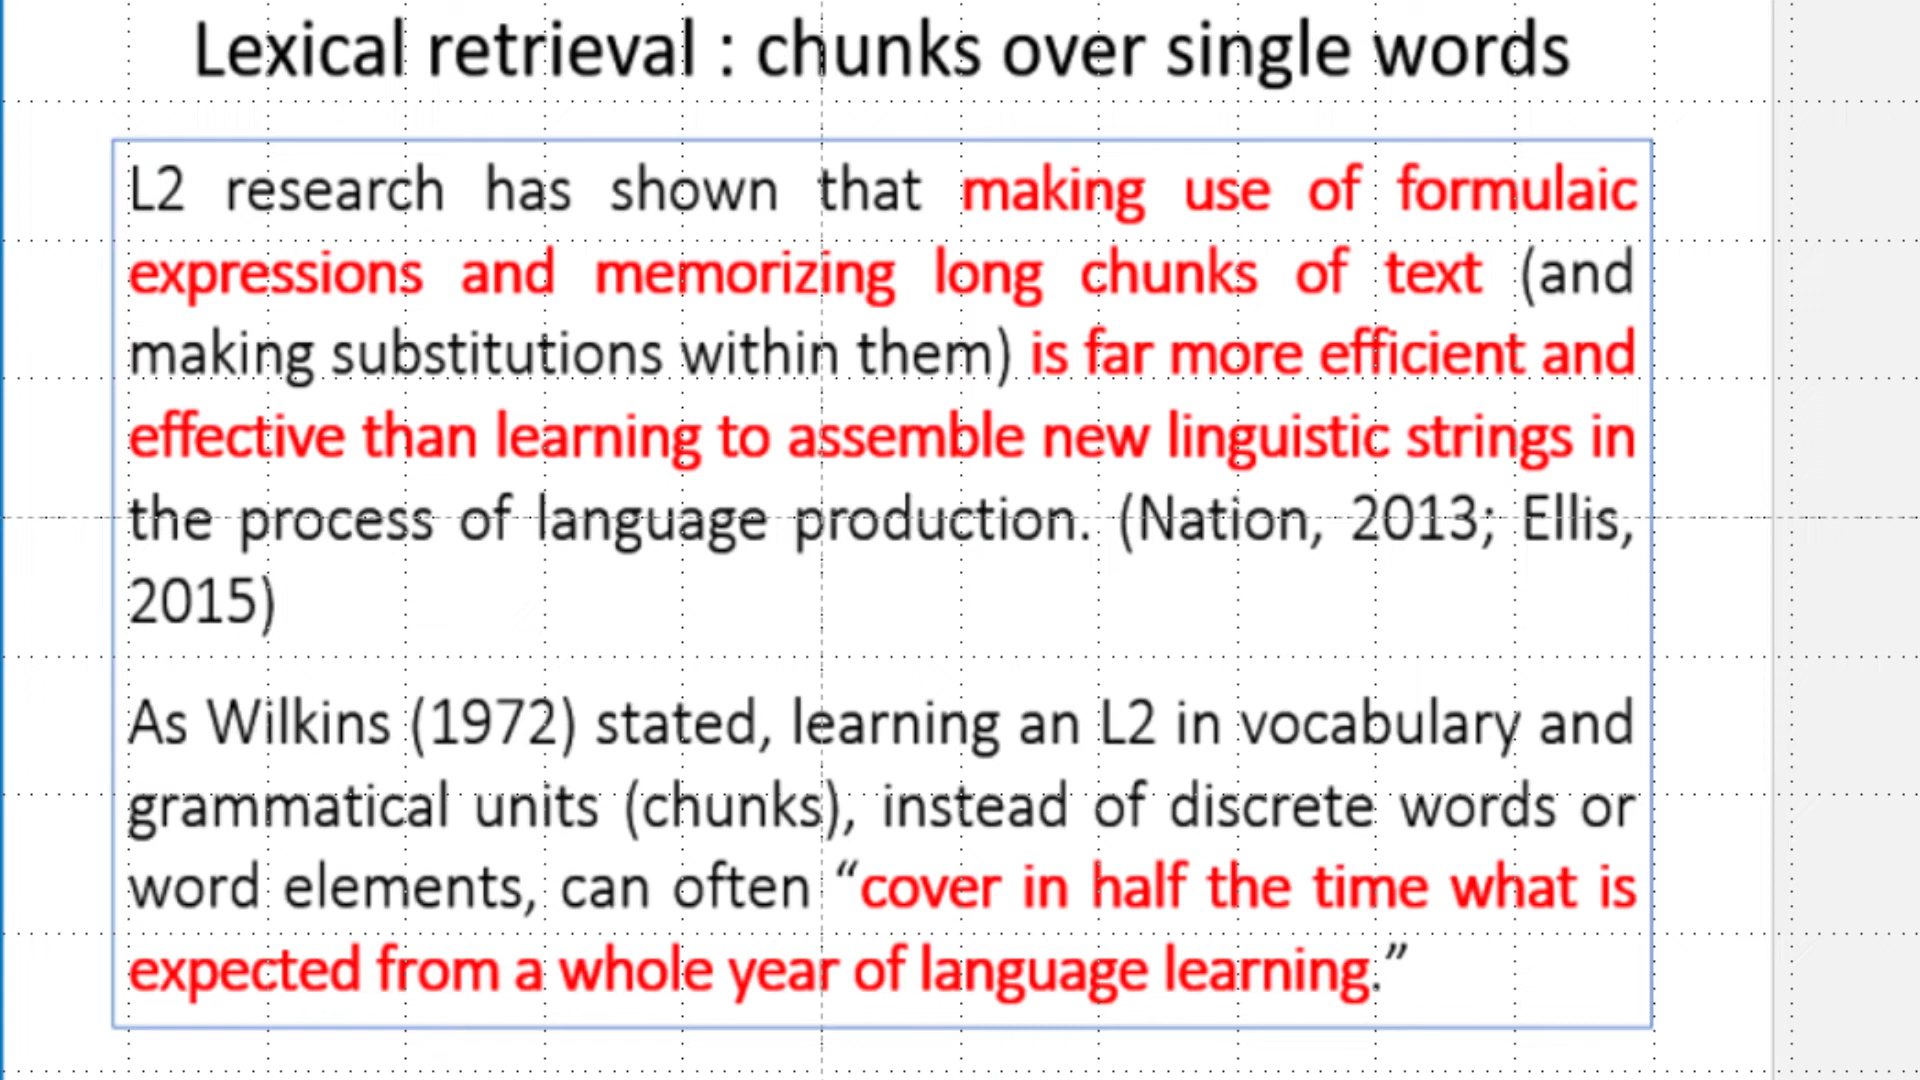 Lexical retrieval : chunks over single words
L2 research has shown that making use of formulaic
expressions and memorizing long chunks of text (and
making substitutions within them) is far more efficient and
effective than learning to assemble new linguistic strings in
the process of language production. (Nation, 2013; Ellis,
2015)
As Wilkins (1972) stated, learning an L2 in vocabulary and
grammatical units (chunks), instead of discrete words or
word elements, can often “cover in half the time what is
expected from a whole year of language learning.”